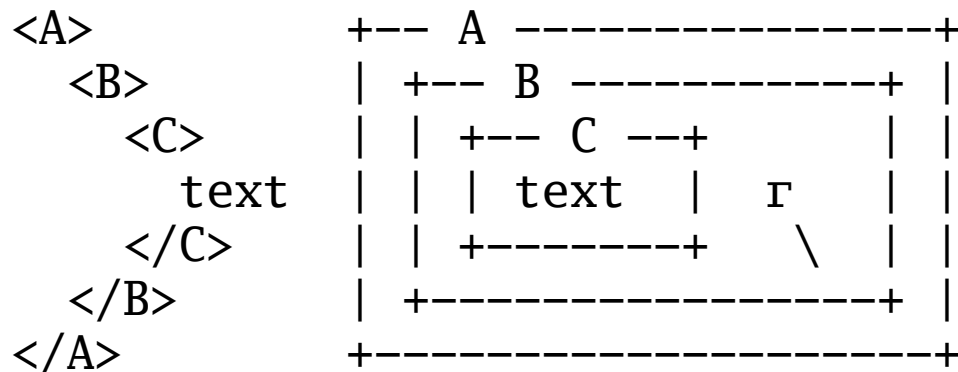 <A>            +-- A ---------------+
  <B>          | +-- B -----------+ |
    <C>        | | +-- C --+      | |
      text     | | | text  |  r   | |
    </C>       | | +-------+   \  | |
  </B>         | +----------------+ |
</A>           +--------------------+